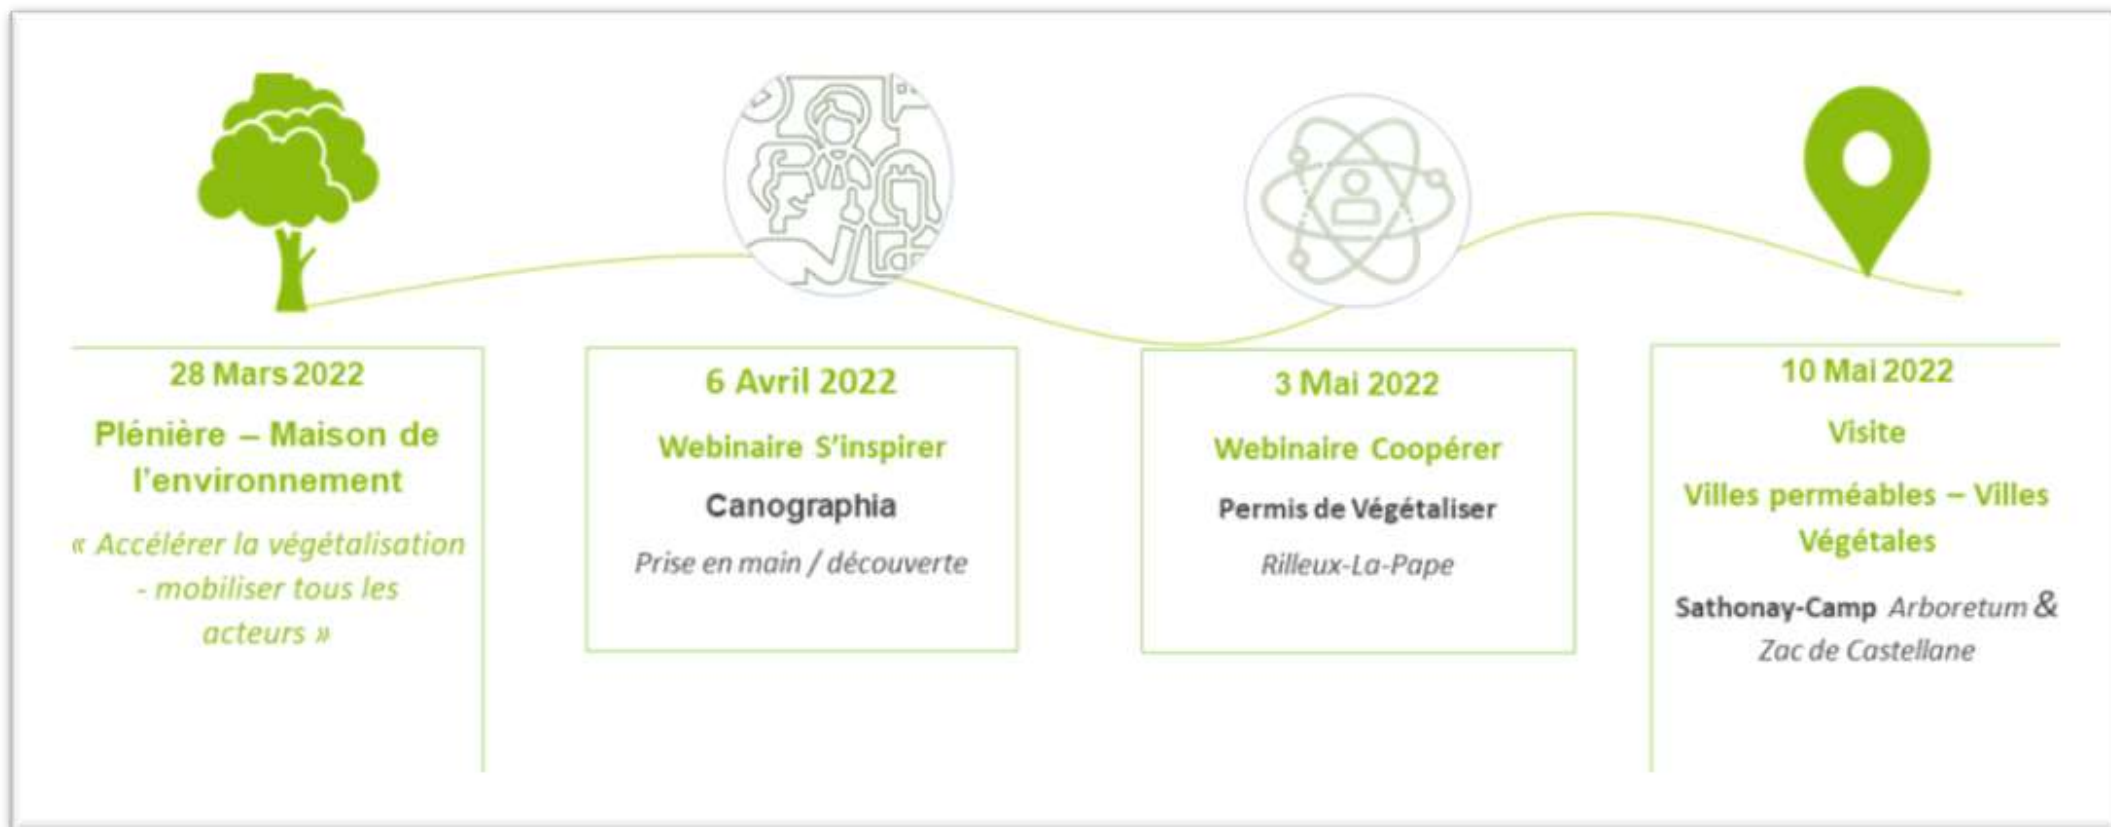 28 Mars 2022
Plénière – Maison de
l'environnement
« Accélérer la végétalisation
- mobiliser tous les
acteurs »
6 Avril 2022
Webinaire S'inspirer
Canographia
Prise en main / découverte
3 Mai 2022
Webinaire Coopérer
Permis de Végétaliser
Rilleux-La-Pape
10 Mai 2022
Visite
Villes perméables – Villes
Végétales
Sathonay-Camp Arboretum &
Zac de Castellane